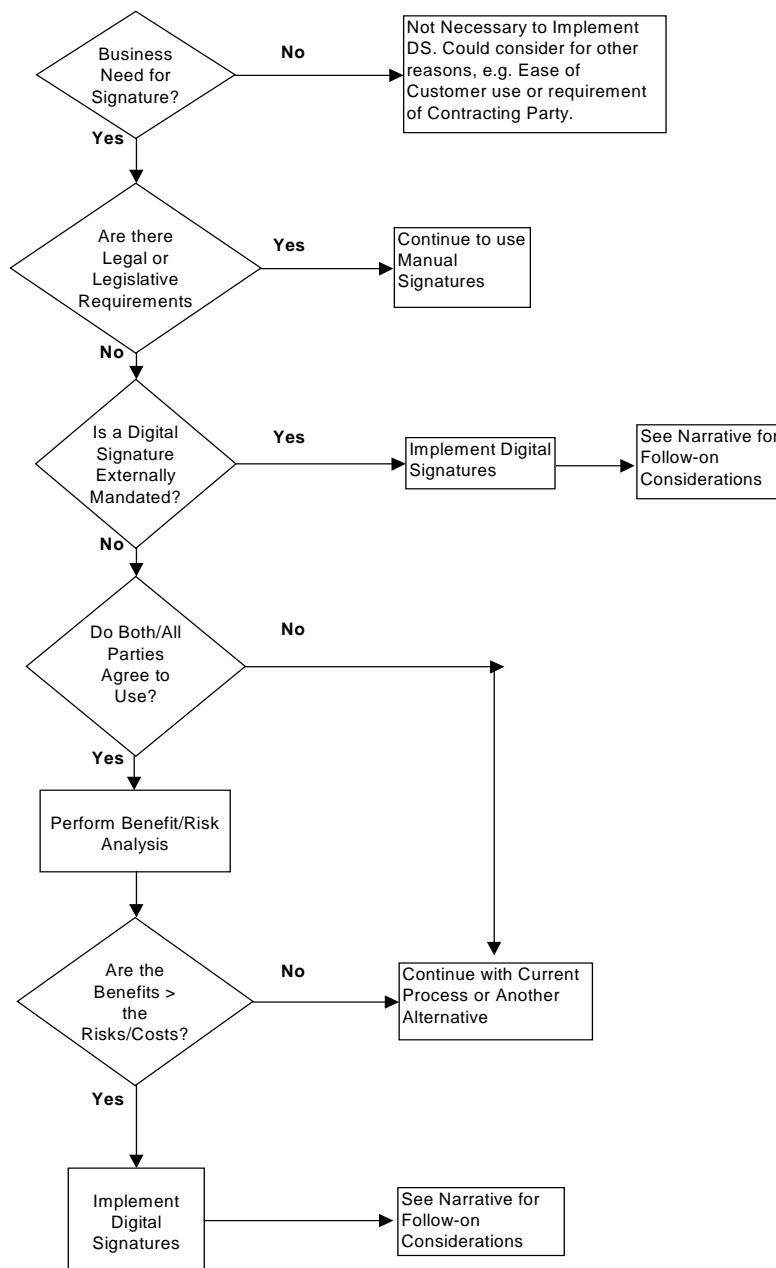 Business
Need for
Signature?
No
Not Necessary to Implement
DS. Could consider for other
reasons, e.g. Ease of
Customer use or requirement
of Contracting Party.
Yes
Are there
Legal or
Legislative
Requirements
Yes
Continue to use
Manual
Signatures
No
Is a Digital
Signature
Externally
Mandated?
Yes
Implement Digital
Signatures
See Narrative for
Follow-on
Considerations
No
Do Both/All
Parties
Agree to
Use?
No
Yes
Perform Benefit/Risk
Analysis
Are the
Benefits >
the
Risks/Costs?
No
Continue with Current
Process or Another
Alternative
Yes
Implement
Digital
Signatures
See Narrative for
Follow-on
Considerations